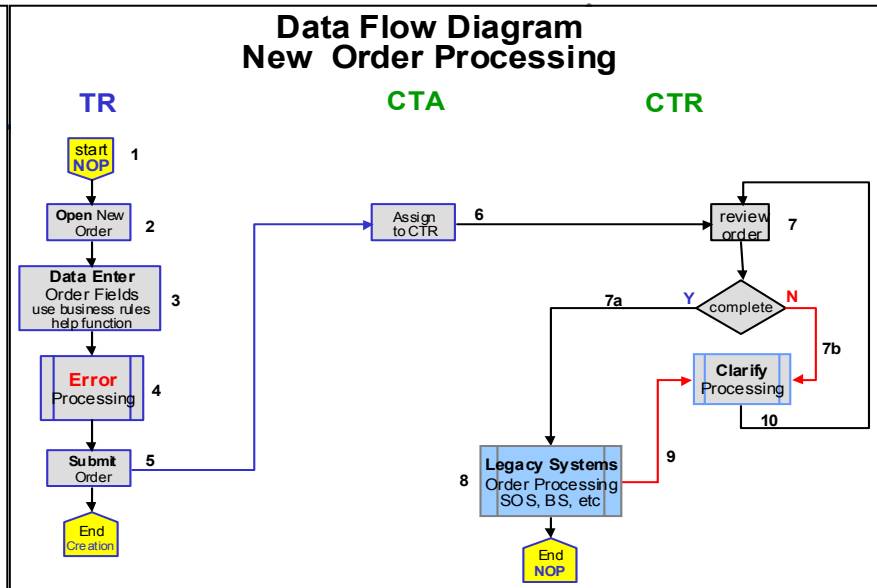 Data Flow Diagram
New Order Processing
TR
CTA
CTR
start
NOP
1
Open New
Order
2
Data Enter
Order Fields
use business rules
help function
3
Error
Processing
4
Submit
Order
5
End
Creation
Assign
to CTR
6
review
order
7
complete
Y
N
7a
7b
Clarify
Processing
10
Legacy Systems
Order Processing
SOS, BS, etc
8
9
End
NOP